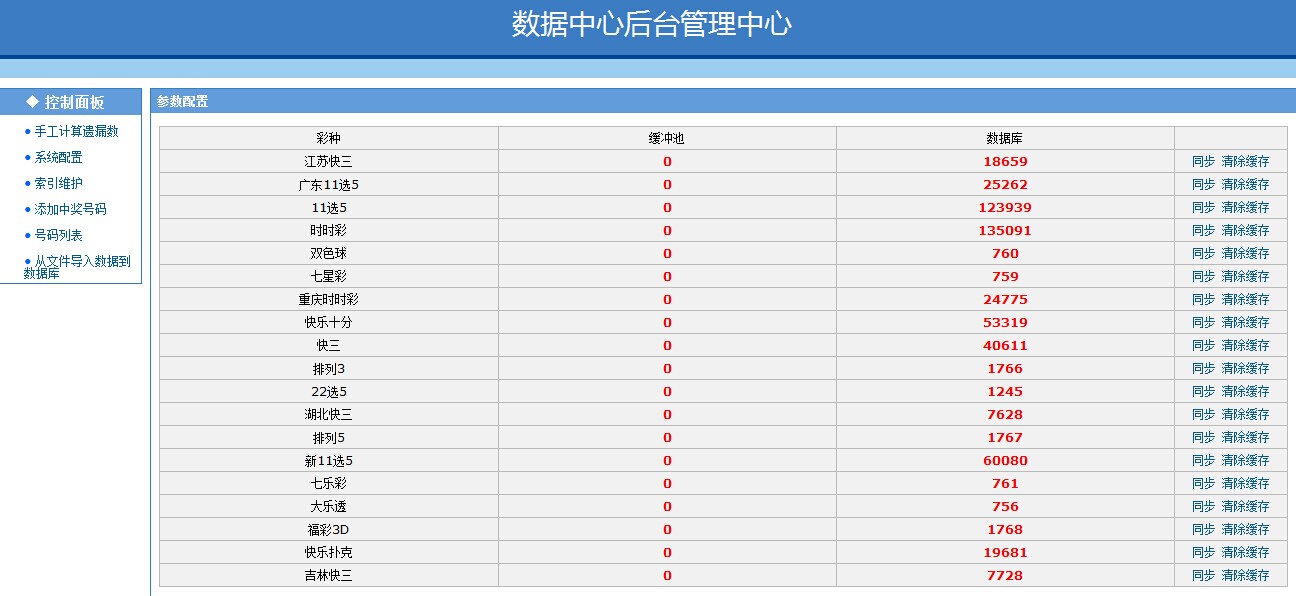 数据中心后台管理中心
◆ 控制面板
手工计算遗漏数
系统配置
索引维护
添加中奖号码
号码列表
从文件导入数据到
数据库
参数配置
彩种 缓冲池 数据库
江苏快三 0 18659 同步 清除缓存
广东11选5 0 25262 同步 清除缓存
11选5 0 123939 同步 清除缓存
时时彩 0 135091 同步 清除缓存
双色球 0 760 同步 清除缓存
七星彩 0 759 同步 清除缓存
重庆时时彩 0 24775 同步 清除缓存
快乐十分 0 53319 同步 清除缓存
快三 0 40611 同步 清除缓存
排列3 0 1766 同步 清除缓存
22选5 0 1245 同步 清除缓存
湖北快三 0 7628 同步 清除缓存
排列5 0 1767 同步 清除缓存
新11选5 0 60080 同步 清除缓存
七乐彩 0 761 同步 清除缓存
大乐透 0 756 同步 清除缓存
福彩3D 0 1768 同步 清除缓存
快乐扑克 0 19681 同步 清除缓存
吉林快三 0 7728 同步 清除缓存